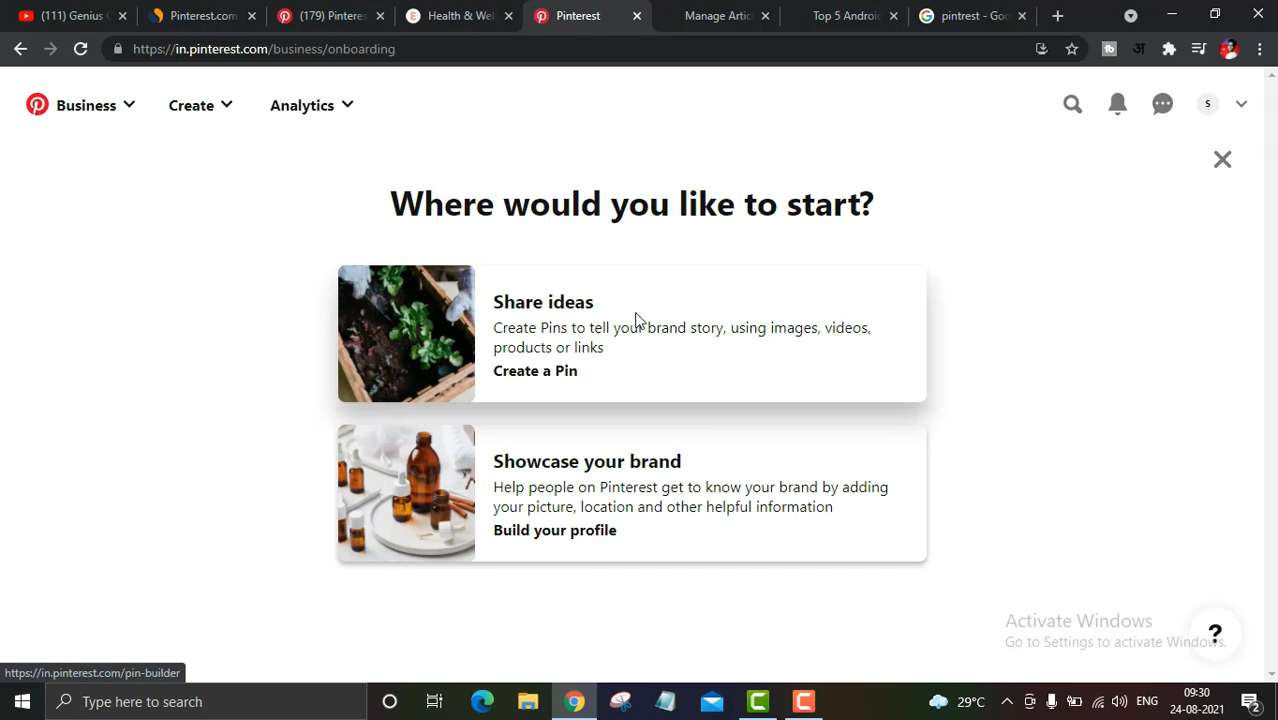 (111) Genius
Pinterest.com
(179) Pinteres
Health & Wel
Pinterest
Manage Artic
Top 5 Androi
pintrest - Goo
https://in.pinterest.com/business/onboarding
Business
Create
Analytics
S
Where would you like to start?
Share ideas
Create Pins to tell your brand story, using images, videos,
products or links
Create a Pin
Showcase your brand
Help people on Pinterest get to know your brand by adding
your picture, location and other helpful information
Build your profile
Activate Windows
Go to Settings to activate Windows.
?
https://in.pinterest.com/pin-builder
Type here to search
29°C
ENG
09:30
24-08-2021
2